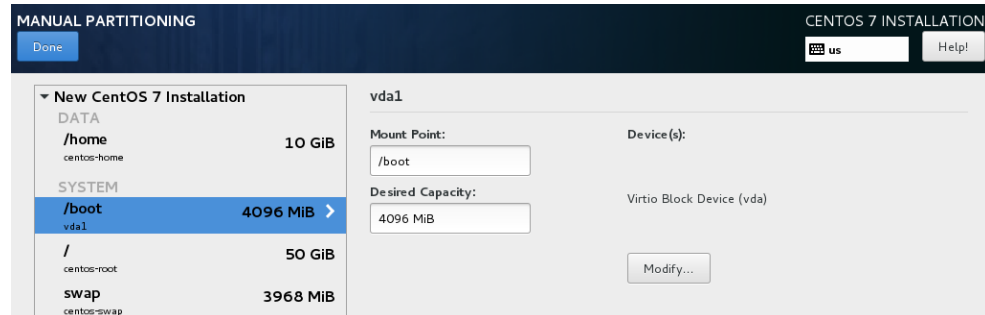 MANUAL PARTITIONING
CENTOS 7 INSTALLATION
Done
us
Help!
New CentOS 7 Installation
DATA
/home
10 GiB
centos-home
SYSTEM
/boot
4096 MiB
vda1
/
50 GiB
centos-root
swap
3968 MiB
centos-swap
vda1
Mount Point:
/boot
Desired Capacity:
4096 MiB
Device(s):
Virtio Block Device (vda)
Modify...